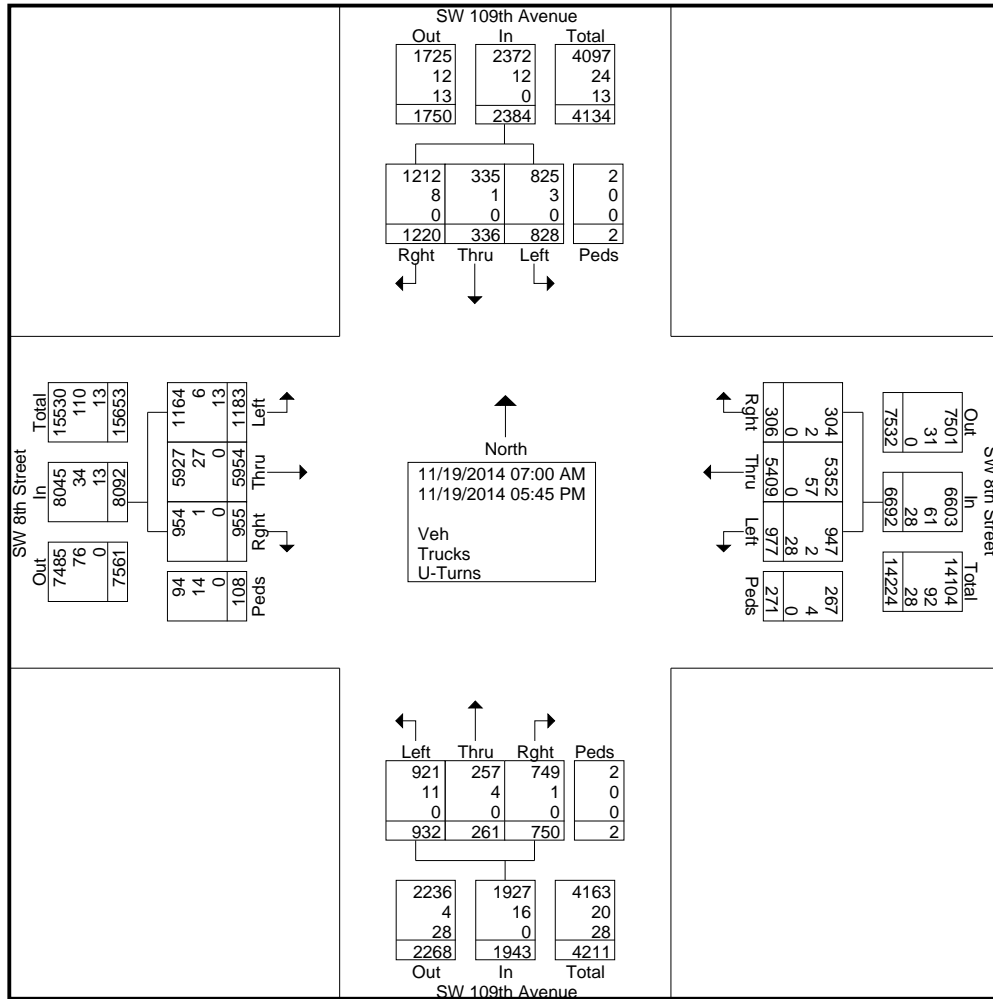 SW 109th Avenue
Out In Total
1725 2372 4097
12 12 24
13 0 13
1750 2384 4134
1212 335 825 2
8 1 3 0
0 0 0 0
1220 336 828 2
Rght Thru Left Peds
SW 8th Street
Total
15530 110 13 15653
In
8045 34 13 8092
Out
7485 76 0 7561
Left
1164 6 13 1183
Thru
5927 27 0 5954
Rght
954 1 0 955
Peds
94 14 0 108
North
11/19/2014 07:00 AM
11/19/2014 05:45 PM
Veh
Trucks
U-Turns
Rght
304 2 0 306
Thru
5352 57 0 5409
Left
947 2 28 977
Peds
267 4 0 271
Out
7501 31 0 7532
In
6603 61 28 6692
Total
14104 92 28 14224
SW 8th Street
Left Thru Rght Peds
921 257 749 2
11 4 1 0
0 0 0 0
932 261 750 2
2236 1927 4163
4 16 20
28 0 28
2268 1943 4211
Out In Total
SW 109th Avenue